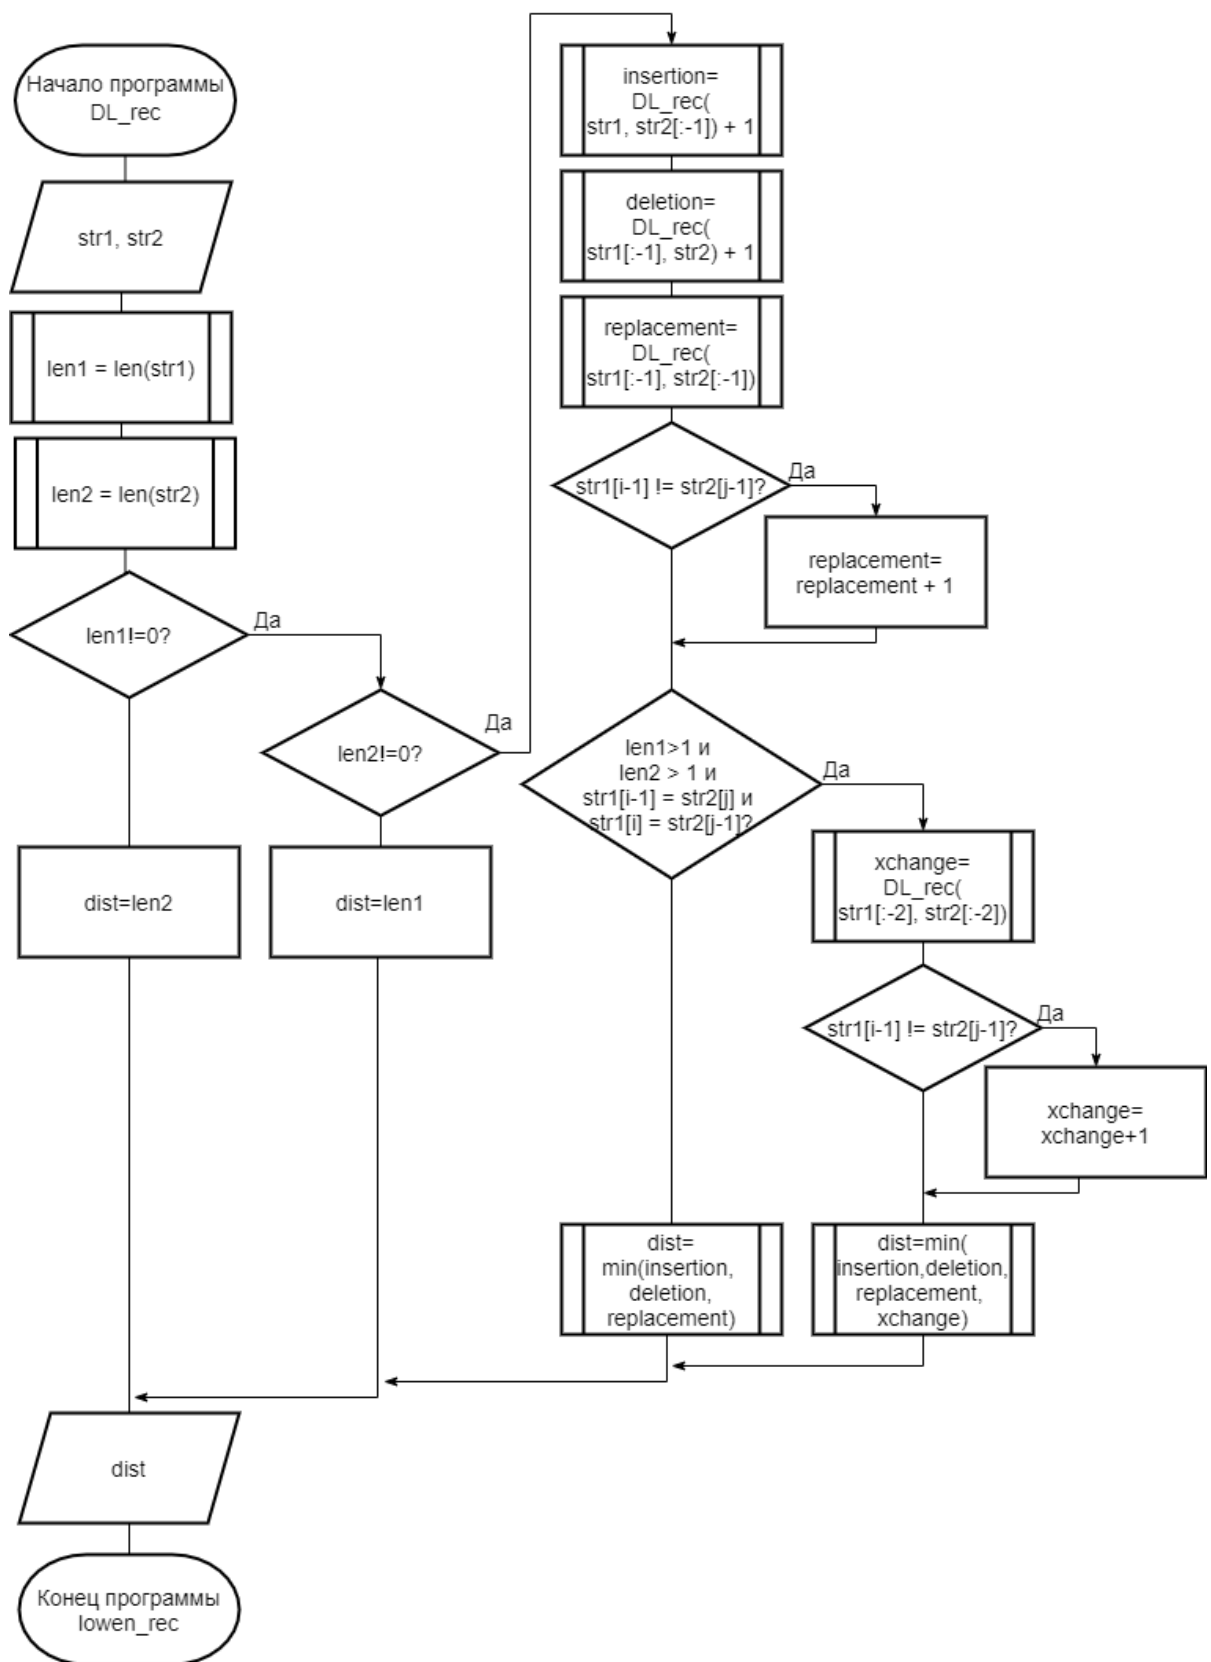 Начало программы
DL_rec
str1, str2
len1 = len(str1)
len2 = len(str2)
len1!=0?
Да
len2!=0?
Да
dist=len2
dist=len1
insertion=
DL_rec(
str1, str2[:-1]) + 1
deletion=
DL_rec(
str1[:-1], str2) + 1
replacement=
DL_rec(
str1[:-1], str2[:-1])
str1[i-1] != str2[j-1]?
Да
replacement=
replacement + 1
len1>1 и
len2 > 1 и
str1[i-1] = str2[j] и
str1[i] = str2[j-1]?
Да
xchange=
DL_rec(
str1[:-2], str2[:-2])
str1[i-1] != str2[j-1]?
Да
xchange=
xchange+1
dist=
min(insertion,
deletion,
replacement)
dist=min(
insertion,deletion,
replacement,
xchange)
dist
Конец программы
lowen_rec